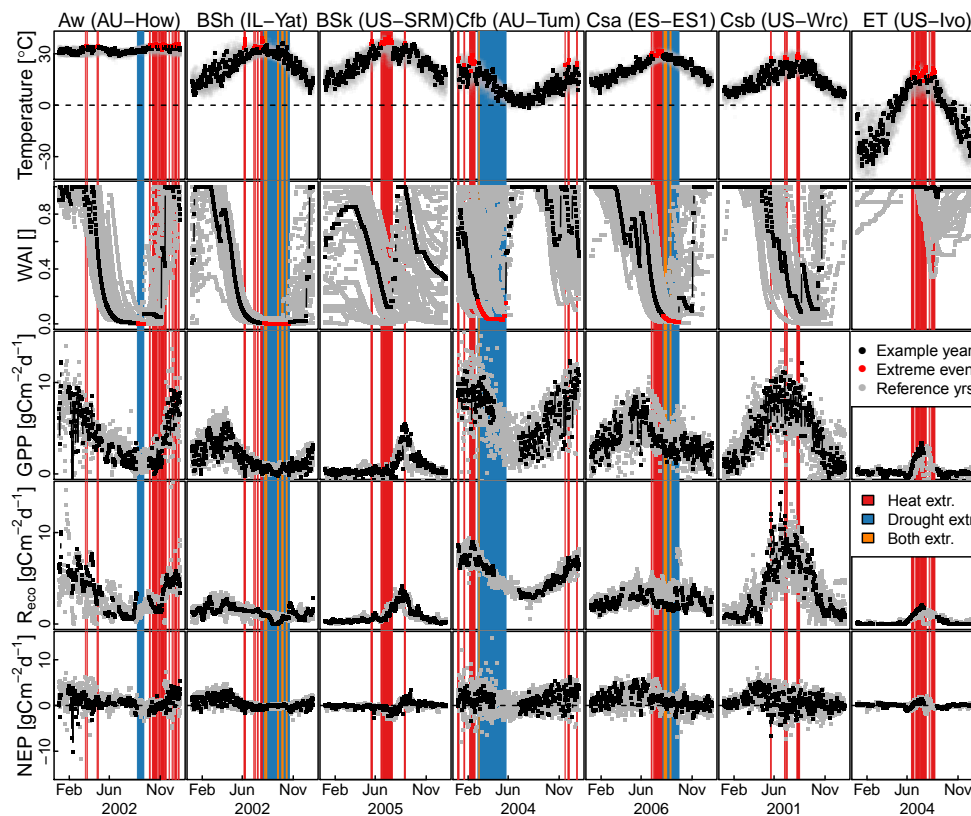 Aw (AU−How) BSh (IL−Yat) BSk (US−SRM) Cfb (AU−Tum) Csa (ES−ES1) Csb (US−Wrc) ET (US−Ivo)
Temperature [°C]
30
0
−30
WAI []
0.8
0.4
0.0
GPP [gCm−2d−1]
10
0
Example year
Extreme even
Reference yrs
Reco [gCm−2d−1]
10
0
Heat extr.
Drought extr
Both extr.
NEP [gCm−2d−1]
10
0
−10
Feb Jun Nov Feb Jun Nov Feb Jun Nov Feb Jun Nov Feb Jun Nov Feb Jun Nov Feb Jun Nov
2002 2002 2005 2004 2006 2001 2004